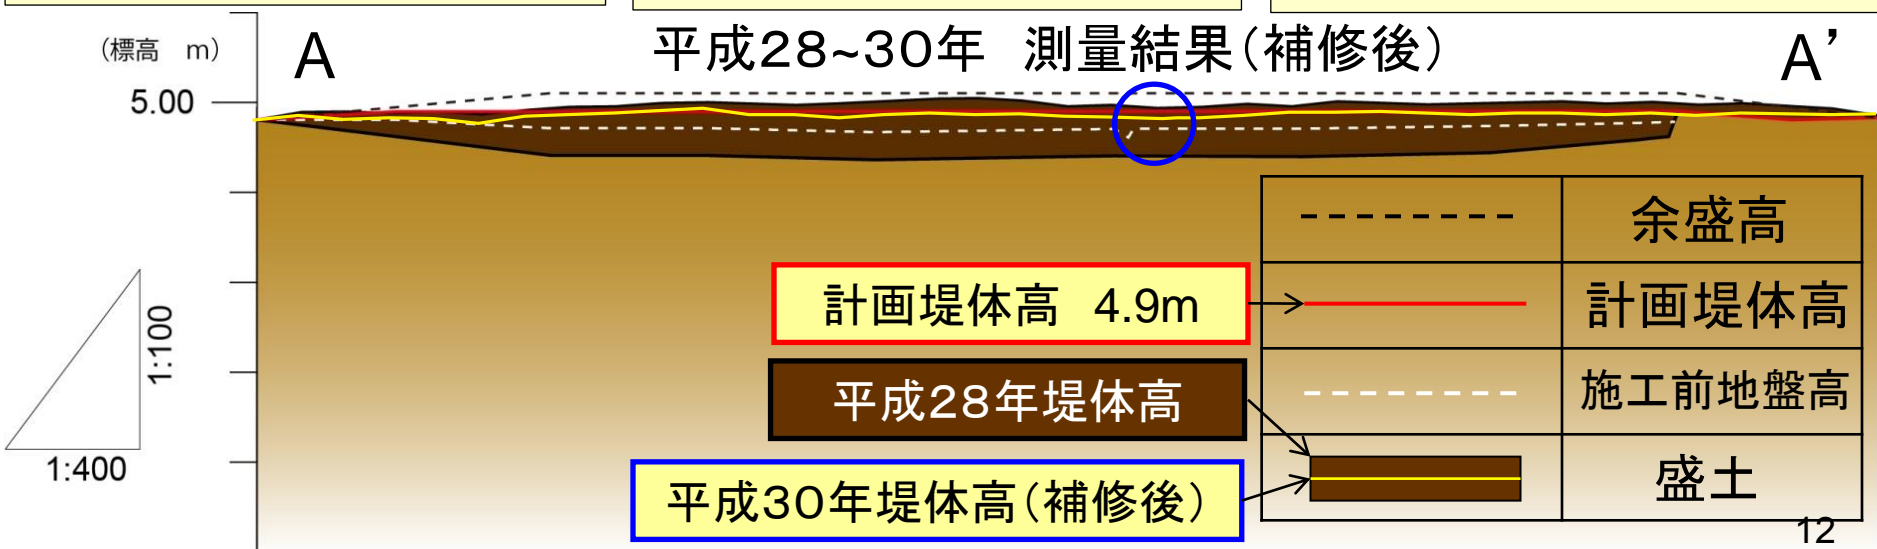 平成28~30年 測量結果(補修後)
(標高 m)
A
A’
5.00
余盛高
計画堤体高 4.9m
計画堤体高
1:100
平成28年堤体高
施工前地盤高
1:400
平成30年堤体高(補修後)
盛土
12